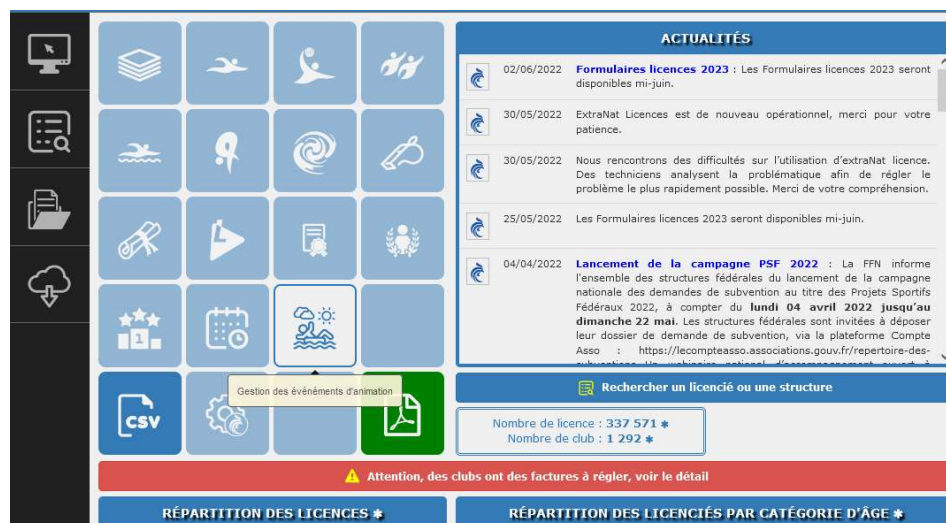 1
CSV
Gestion des événéments d'animation
ACTUALITÉS
02/06/2022 Formulaires licences 2023 : Les Formulaires licences 2023 seront
disponibles mi-juin.
30/05/2022 ExtraNat Licences est de nouveau opérationnel, merci pour votre
patience.
30/05/2022 Nous rencontrons des difficultés sur l'utilisation d'extraNat licence.
Des techniciens analysent la problématique afin de régler le
problème le plus rapidement possible. Merci de votre compréhension.
25/05/2022 Les Formulaires licences 2023 seront disponibles mi-juin.
04/04/2022 Lancement de la campagne PSF 2022 : La FFN informe
l'ensemble des structures fédérales du lancement de la campagne
nationale des demandes de subvention au titre des Projets Sportifs
Fédéraux 2022, à compter du lundi 04 avril 2022 jusqu'au
dimanche 22 mai. Les structures fédérales sont invitées à déposer
leur dossier de demande de subvention, via la plateforme Compte
Asso : https://lecompteasso.associations.gouv.fr/repertoire-des-
Rechercher un licencié ou une structure
Nombre de licence : 337 571 ✱
Nombre de club : 1 292 ✱
Attention, des clubs ont des factures à régler, voir le détail
RÉPARTITION DES LICENCES ✱
RÉPARTITION DES LICENCIÉS PAR CATÉGORIE D'ÂGE ✱